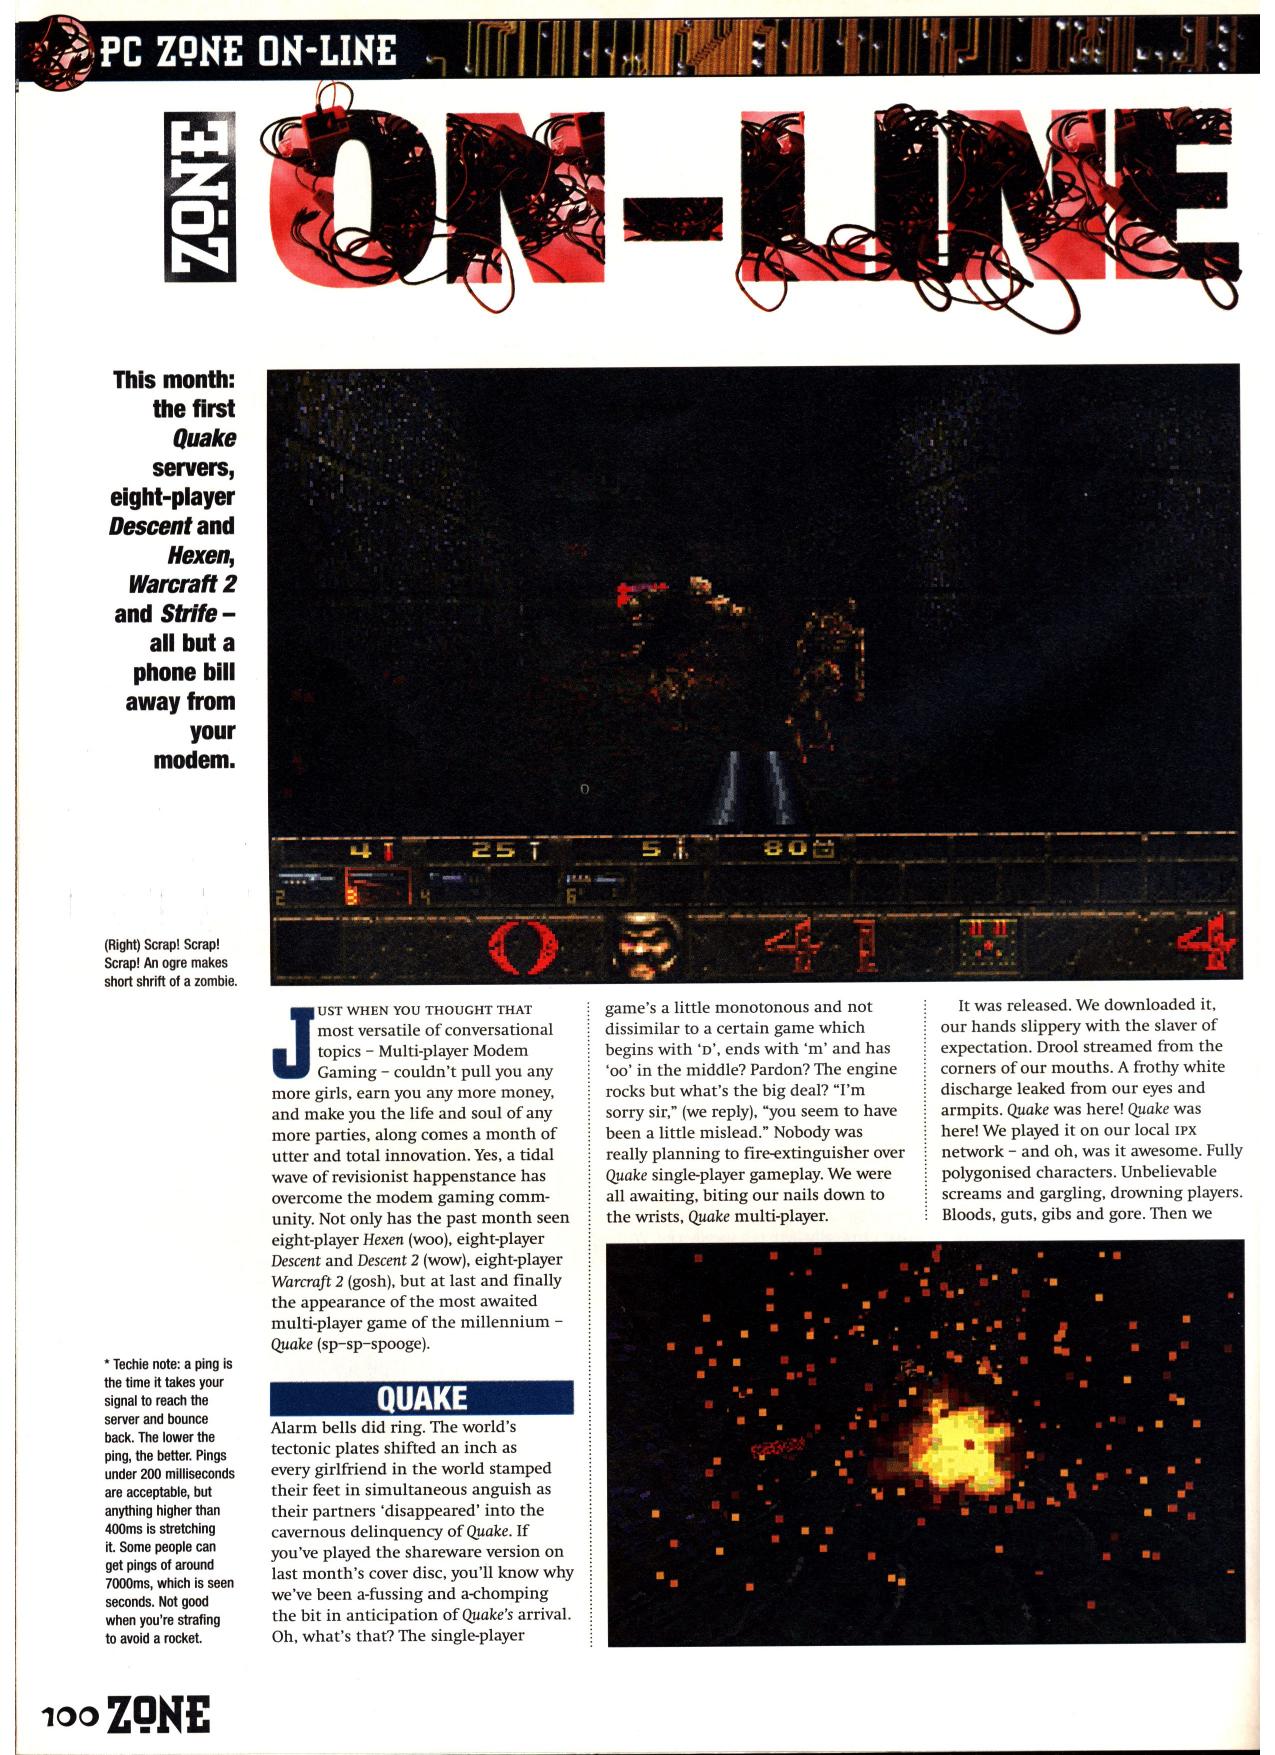 PC ZONE ON-LINE
ZONE
ON-LINE
This month:
the first
Quake
servers,
eight-player
Descent and
Hexen,
Warcraft 2
and Strife –
all but a
phone bill
away from
your
modem.
4
25
5
80
2
3
4
6
0
41
4
(Right) Scrap! Scrap!
Scrap! An ogre makes
short shrift of a zombie.
JUST WHEN YOU THOUGHT THAT
most versatile of conversational
topics – Multi-player Modem
Gaming – couldn't pull you any
more girls, earn you any more money,
and make you the life and soul of any
more parties, along comes a month of
utter and total innovation. Yes, a tidal
wave of revisionist happenstance has
overcome the modem gaming comm-
unity. Not only has the past month seen
eight-player Hexen (woo), eight-player
Descent and Descent 2 (wow), eight-player
Warcraft 2 (gosh), but at last and finally
the appearance of the most awaited
multi-player game of the millennium –
Quake (sp–sp–spooge).
QUAKE
Alarm bells did ring. The world's
tectonic plates shifted an inch as
every girlfriend in the world stamped
their feet in simultaneous anguish as
their partners 'disappeared' into the
cavernous delinquency of Quake. If
you've played the shareware version on
last month's cover disc, you'll know why
we've been a-fussing and a-chomping
the bit in anticipation of Quake's arrival.
Oh, what's that? The single-player
game's a little monotonous and not
dissimilar to a certain game which
begins with 'D', ends with 'm' and has
'oo' in the middle? Pardon? The engine
rocks but what's the big deal? "I'm
sorry sir," (we reply), "you seem to have
been a little mislead." Nobody was
really planning to fire-extinguisher over
Quake single-player gameplay. We were
all awaiting, biting our nails down to
the wrists, Quake multi-player.
It was released. We downloaded it,
our hands slippery with the slaver of
expectation. Drool streamed from the
corners of our mouths. A frothy white
discharge leaked from our eyes and
armpits. Quake was here! Quake was
here! We played it on our local IPX
network – and oh, was it awesome. Fully
polygonised characters. Unbelievable
screams and gargling, drowning players.
Bloods, guts, gibs and gore. Then we
* Techie note: a ping is
the time it takes your
signal to reach the
server and bounce
back. The lower the
ping, the better. Pings
under 200 milliseconds
are acceptable, but
anything higher than
400ms is stretching
it. Some people can
get pings of around
7000ms, which is seen
seconds. Not good
when you're strafing
to avoid a rocket.
100 ZONE